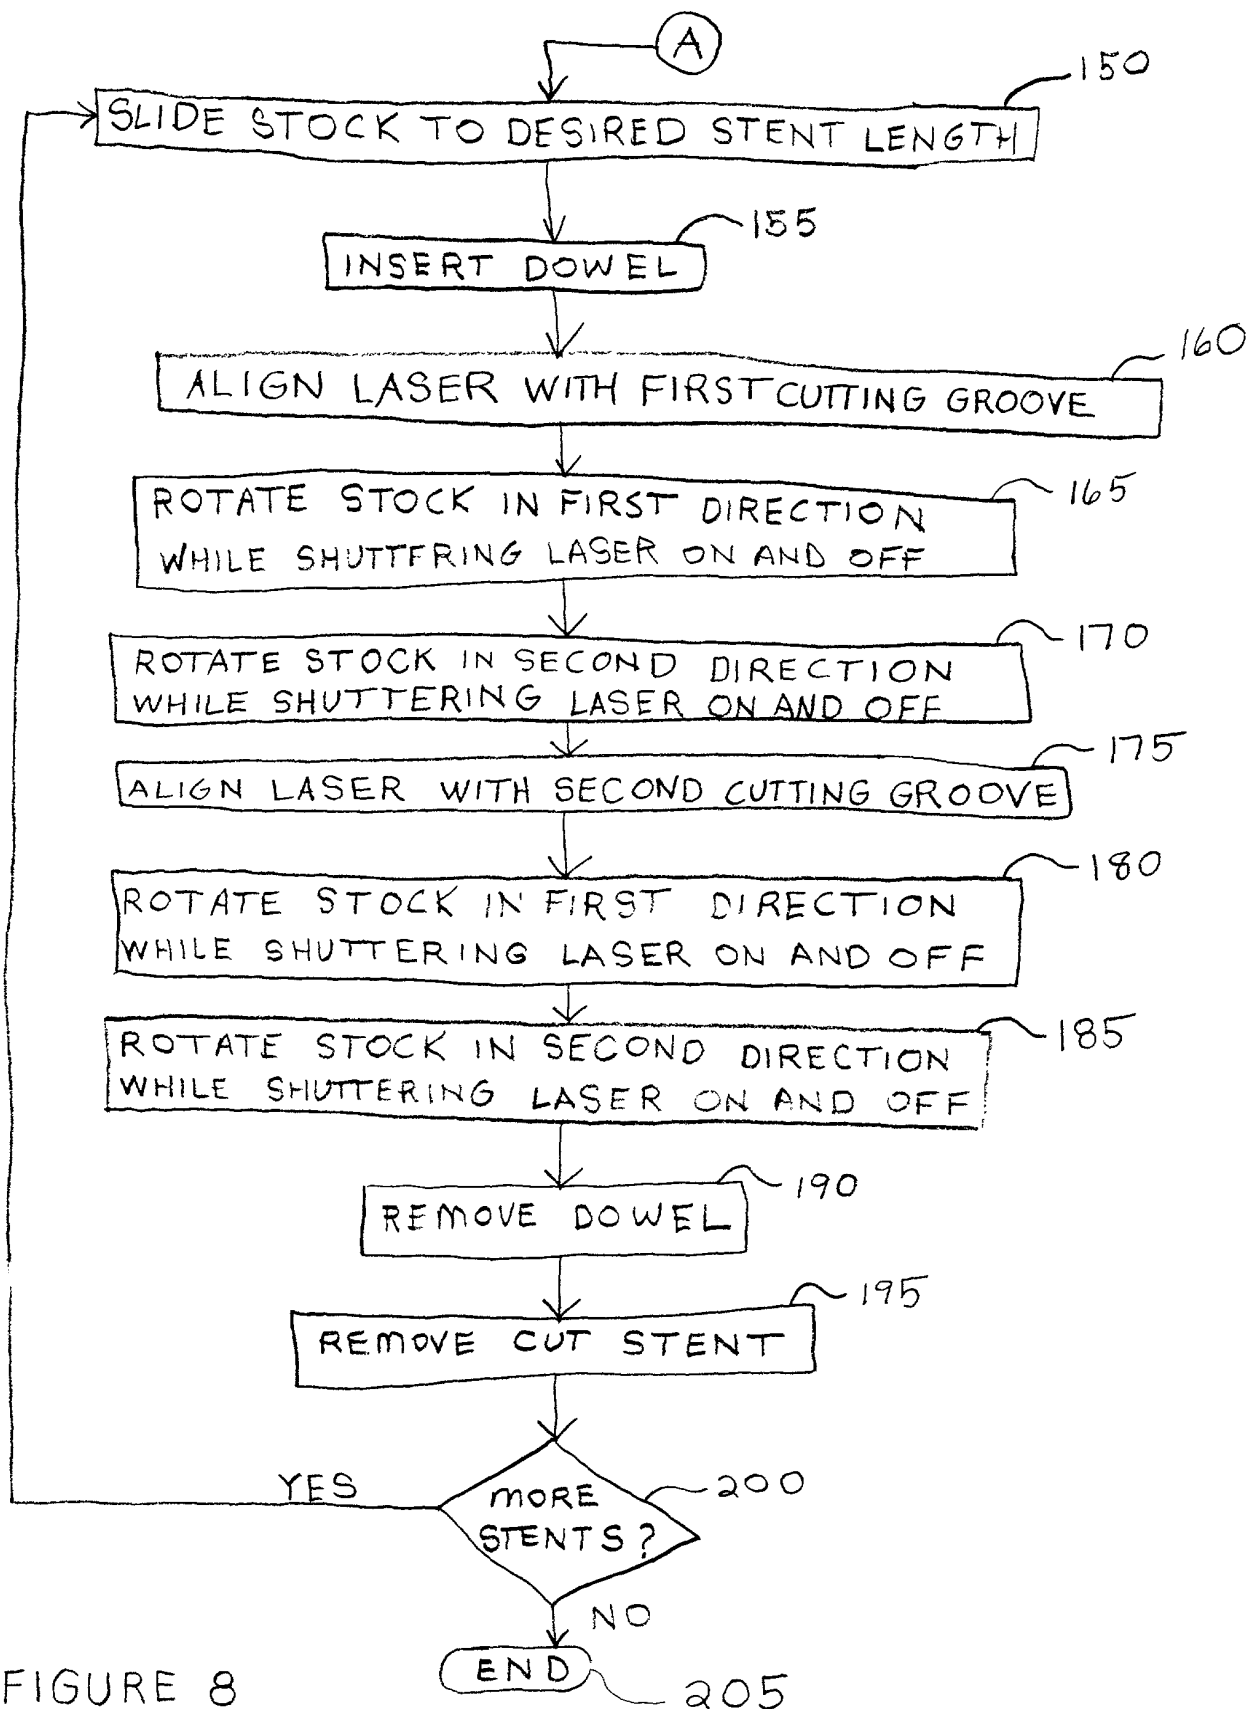 A
150
SLIDE STOCK TO DESIRED STENT LENGTH
155
INSERT DOWEL
160
ALIGN LASER WITH FIRST CUTTING GROOVE
165
ROTATE STOCK IN FIRST DIRECTION
WHILE SHUTTFRING LASER ON AND OFF
170
ROTATE STOCK IN SECOND DIRECTION
WHILE SHUTTERING LASER ON AND OFF
175
ALIGN LASER WITH SECOND CUTTING GROOVE
180
ROTATE STOCK IN FIRST DIRECTION
WHILE SHUTTERING LASER ON AND OFF
185
ROTATE STOCK IN SECOND DIRECTION
WHILE SHUTTERING LASER ON AND OFF
190
REMOVE DOWEL
195
REMOVE CUT STENT
YES
200
MORE
STENTS?
NO
END
205
FIGURE 8